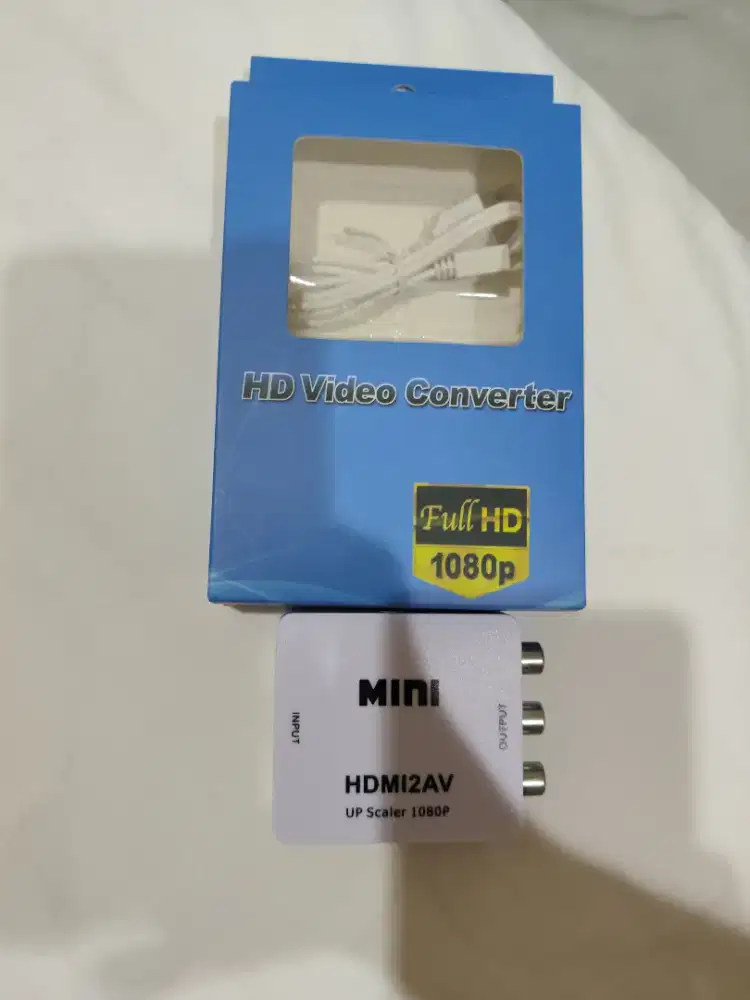 HD Video Converter
Full HD
1080p
MINI
INPUT
OUTPUT
HDMI2AV
UP Scaler 1080P